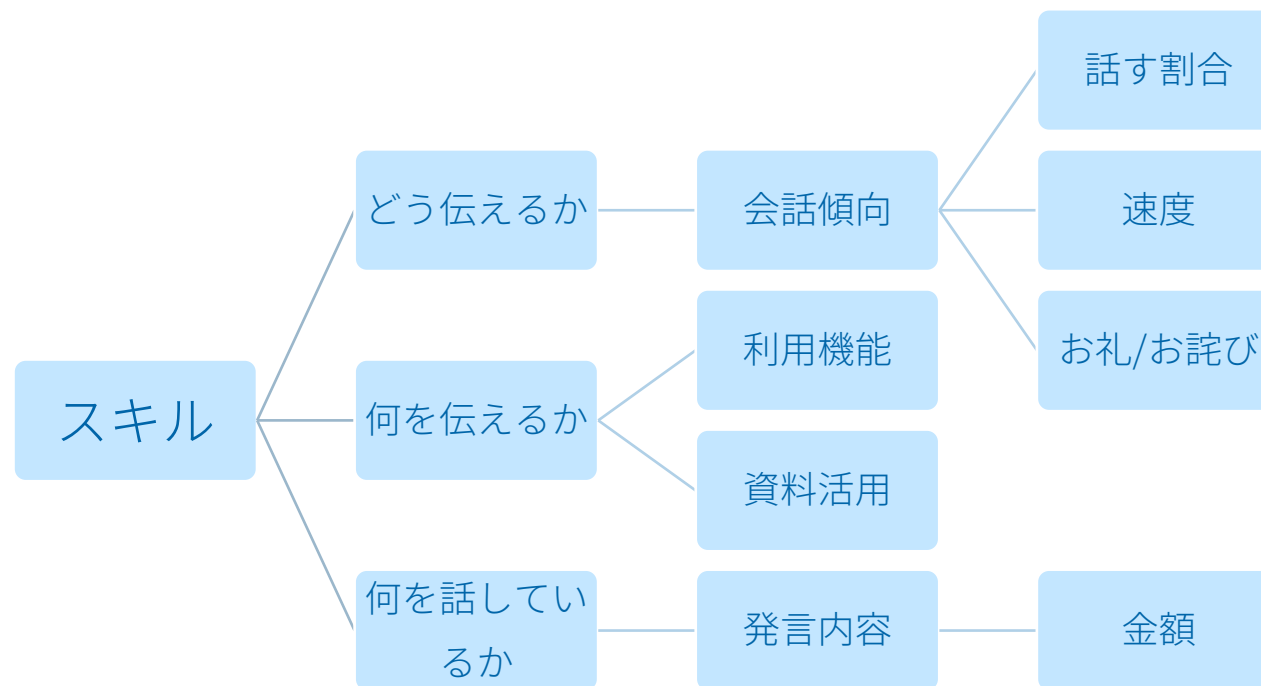 話す割合
どう伝えるか
会話傾向
速度
利用機能
お礼/お詫び
スキル
何を伝えるか
資料活用
何を話してい
るか
発言内容
金額